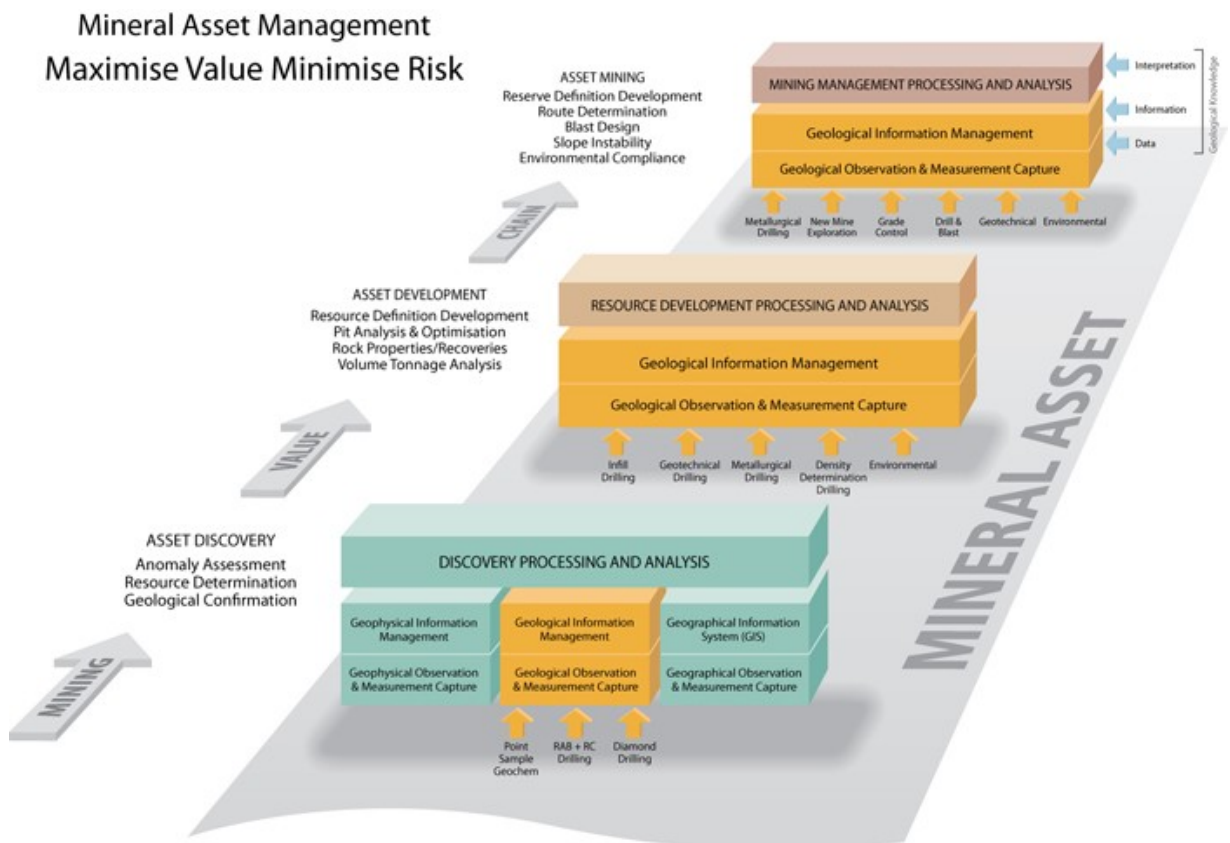 Mineral Asset Management
Maximise Value Minimise Risk
ASSET MINING
Reserve Definition Development
Route Determination
Blast Design
Slope Instability
Environmental Compliance
MINING MANAGEMENT PROCESSING AND ANALYSIS
Geological Information Management
Geological Observation & Measurement Capture
Interpretation
Information
Data
Geological Knowledge
Metallurgical
Drilling
New Mine
Exploration
Grade
Control
Drill &
Blast
Geotechnical
Environmental
CHAIN
ASSET DEVELOPMENT
Resource Definition Development
Pit Analysis & Optimisation
Rock Properties/Recoveries
Volume Tonnage Analysis
RESOURCE DEVELOPMENT PROCESSING AND ANALYSIS
Geological Information Management
Geological Observation & Measurement Capture
Infill
Drilling
Geotechnical
Drilling
Metallurgical
Drilling
Density
Determination
Drilling
Environmental
VALUE
ASSET DISCOVERY
Anomaly Assessment
Resource Determination
Geological Confirmation
DISCOVERY PROCESSING AND ANALYSIS
Geophysical Information
Management
Geological Information
Management
Geographical Information
System (GIS)
Geophysical Observation
& Measurement Capture
Geological Observation
& Measurement Capture
Geographical Observation
& Measurement Capture
Point
Sample
Geochem
RAB + RC
Drilling
Diamond
Drilling
MINING
MINERAL ASSET